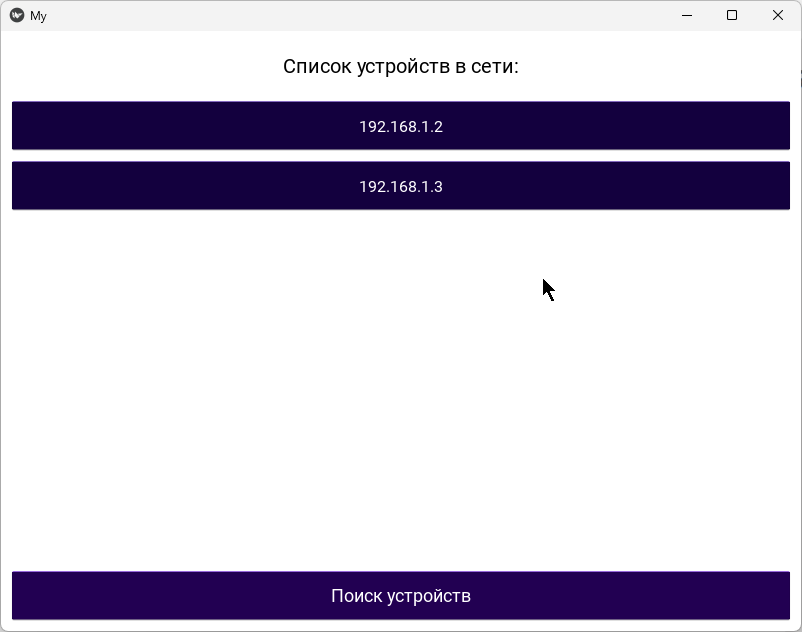 My
Список устройств в сети:
192.168.1.2
192.168.1.3
Поиск устройств